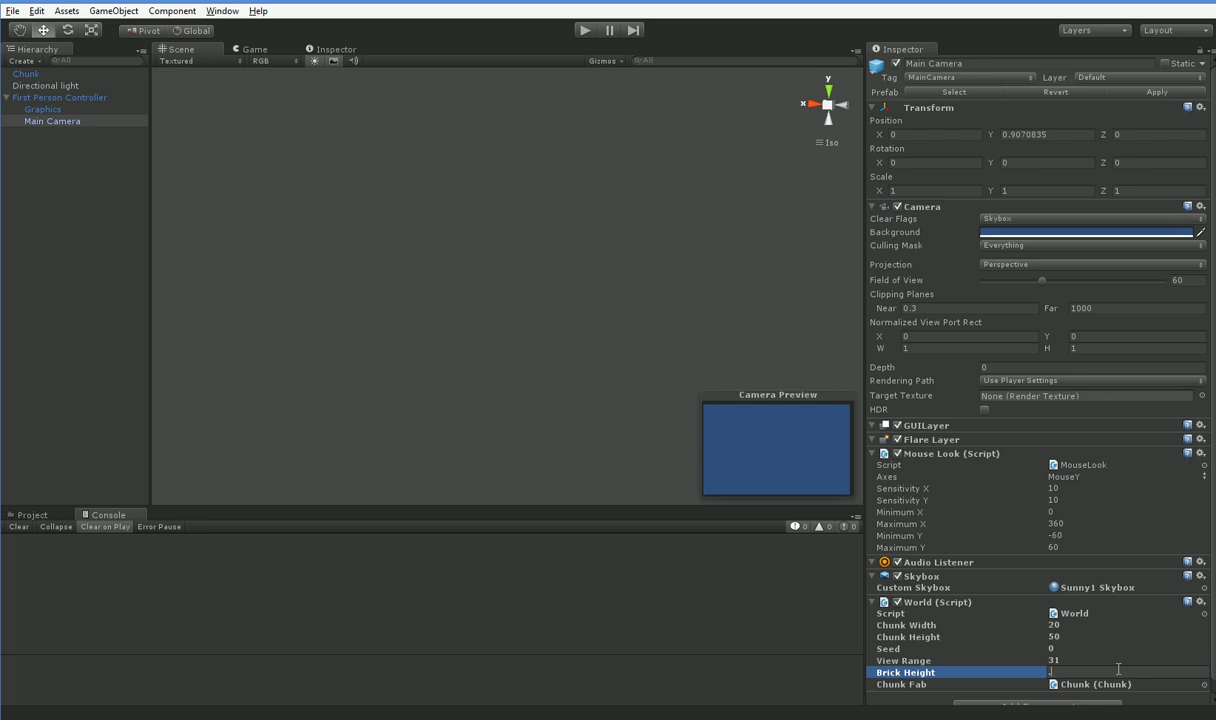 File Edit Assets GameObject Component Window Help
Pivot Global Layers Layout
Hierarchy Scene Game Inspector
Create All Textured RGB Gizmos All
Chunk
Directional light
First Person Controller
Graphics
Main Camera
y
x
Iso
Camera Preview
Project Console
Clear Collapse Clear on Play Error Pause 0 0 0
Inspector
Main Camera Static
Tag MainCamera Layer Default
Prefab Select Revert Apply
Transform
Position
X 0 Y 0.9070835 Z 0
Rotation
X 0 Y 0 Z 0
Scale
X 1 Y 1 Z 1
Camera
Clear Flags Skybox
Background
Culling Mask Everything
Projection Perspective
Field of View 60
Clipping Planes
Near 0.3 Far 1000
Normalized View Port Rect
X 0 Y 0
W 1 H 1
Depth 0
Rendering Path Use Player Settings
Target Texture None (Render Texture)
HDR
GUILayer
Flare Layer
Mouse Look (Script)
Script MouseLook
Axes MouseY
Sensitivity X 10
Sensitivity Y 10
Minimum X 0
Maximum X 360
Minimum Y -60
Maximum Y 60
Audio Listener
Skybox
Custom Skybox Sunny1 Skybox
World (Script)
Script World
Chunk Width 20
Chunk Height 50
Seed 0
View Range 31
Brick Height
Chunk Fab Chunk (Chunk)